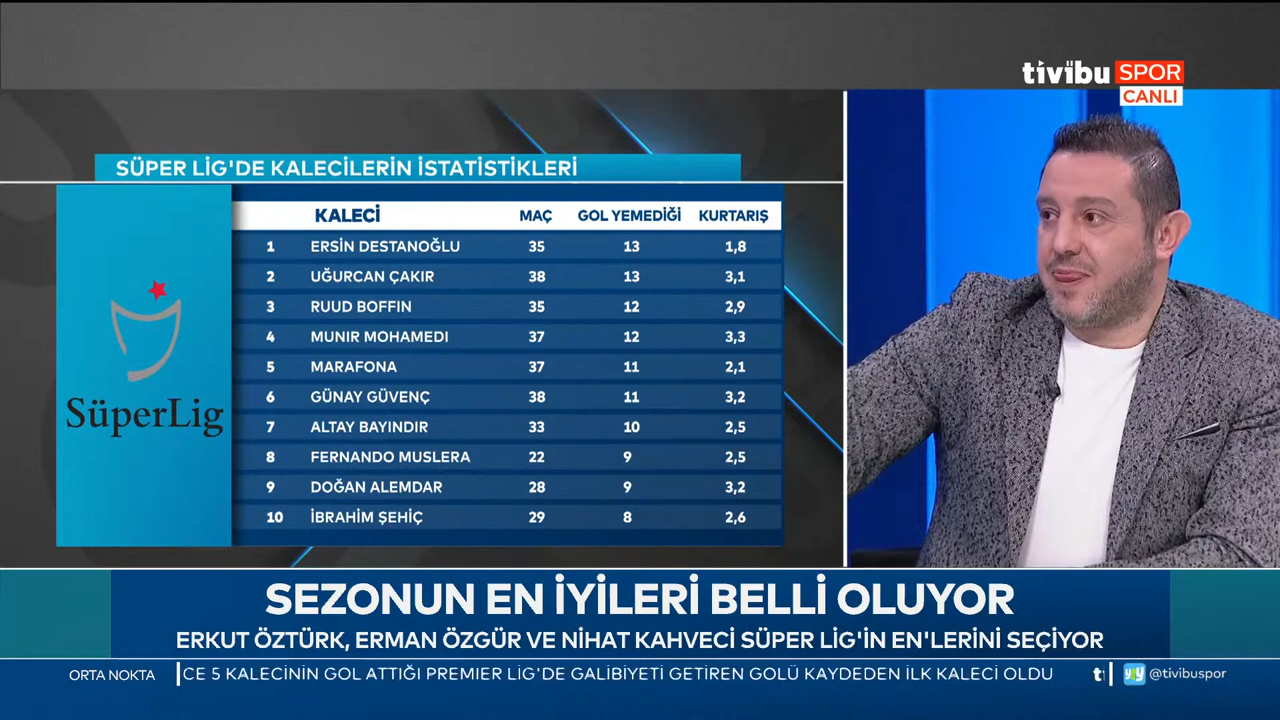 tivibu SPOR
CANLI
SÜPER LİG'DE KALECİLERİN İSTATİSTİKLERİ
KALECİ MAÇ GOL YEMEDİĞİ KURTARIŞ
1 ERSİN DESTANOĞLU 35 13 1,8
2 UĞURCAN ÇAKIR 38 13 3,1
3 RUUD BOFFIN 35 12 2,9
4 MUNIR MOHAMEDI 37 12 3,3
5 MARAFONA 37 11 2,1
6 GÜNAY GÜVENÇ 38 11 3,2
7 ALTAY BAYINDIR 33 10 2,5
8 FERNANDO MUSLERA 22 9 2,5
9 DOĞAN ALEMDAR 28 9 3,2
10 İBRAHİM ŞEHİÇ 29 8 2,6
SüperLig
SEZONUN EN İYİLERİ BELLİ OLUYOR
ERKUT ÖZTÜRK, ERMAN ÖZGÜR VE NİHAT KAHVECİ SÜPER LİG'İN EN'LERİNİ SEÇİYOR
ORTA NOKTA CE 5 KALECİNİN GOL ATTIĞI PREMIER LİG'DE GALİBİYETİ GETİREN GOLÜ KAYDEDEN İLK KALECİ OLDU @tivibuspor